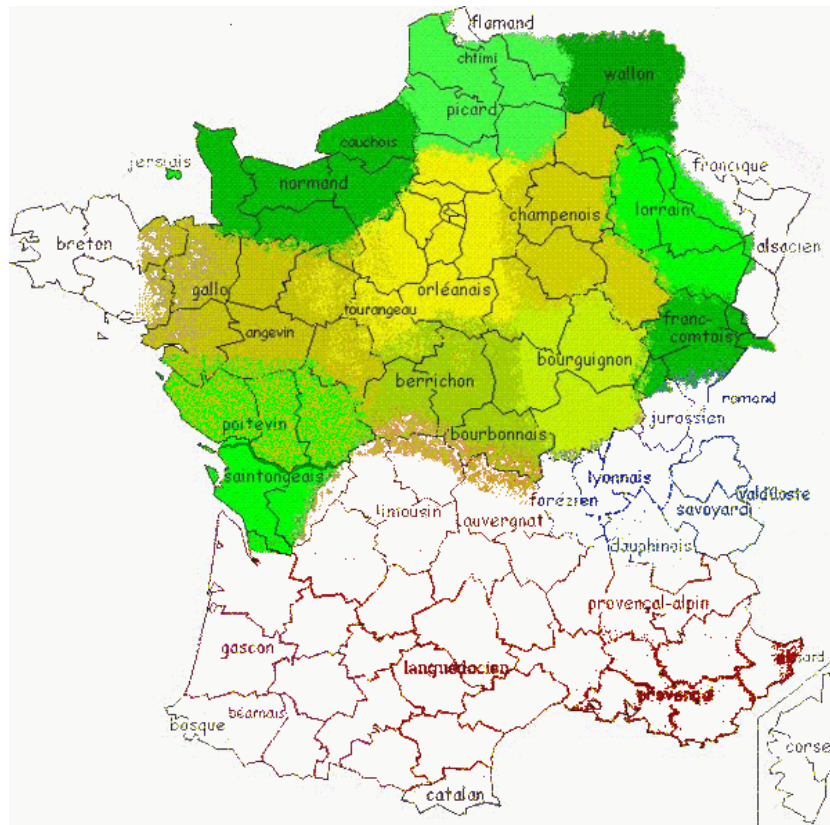 flamand
chtimi
wallon
picard
cauchois
jersiais
francique
normand
lorrain
champenois
breton
alsacien
gallo
orléanais
tourangeau
angevin
franc-
comtois
bourguignon
berrichon
romand
jurassien
poitevin
bourbonnais
saintongeais
lyonnais
forézien
valdôtain
savoyard
limousin
auvergnat
dauphinois
provençal-alpin
gascon
languedocien
provençal
béarnais
basque
corse
catalan